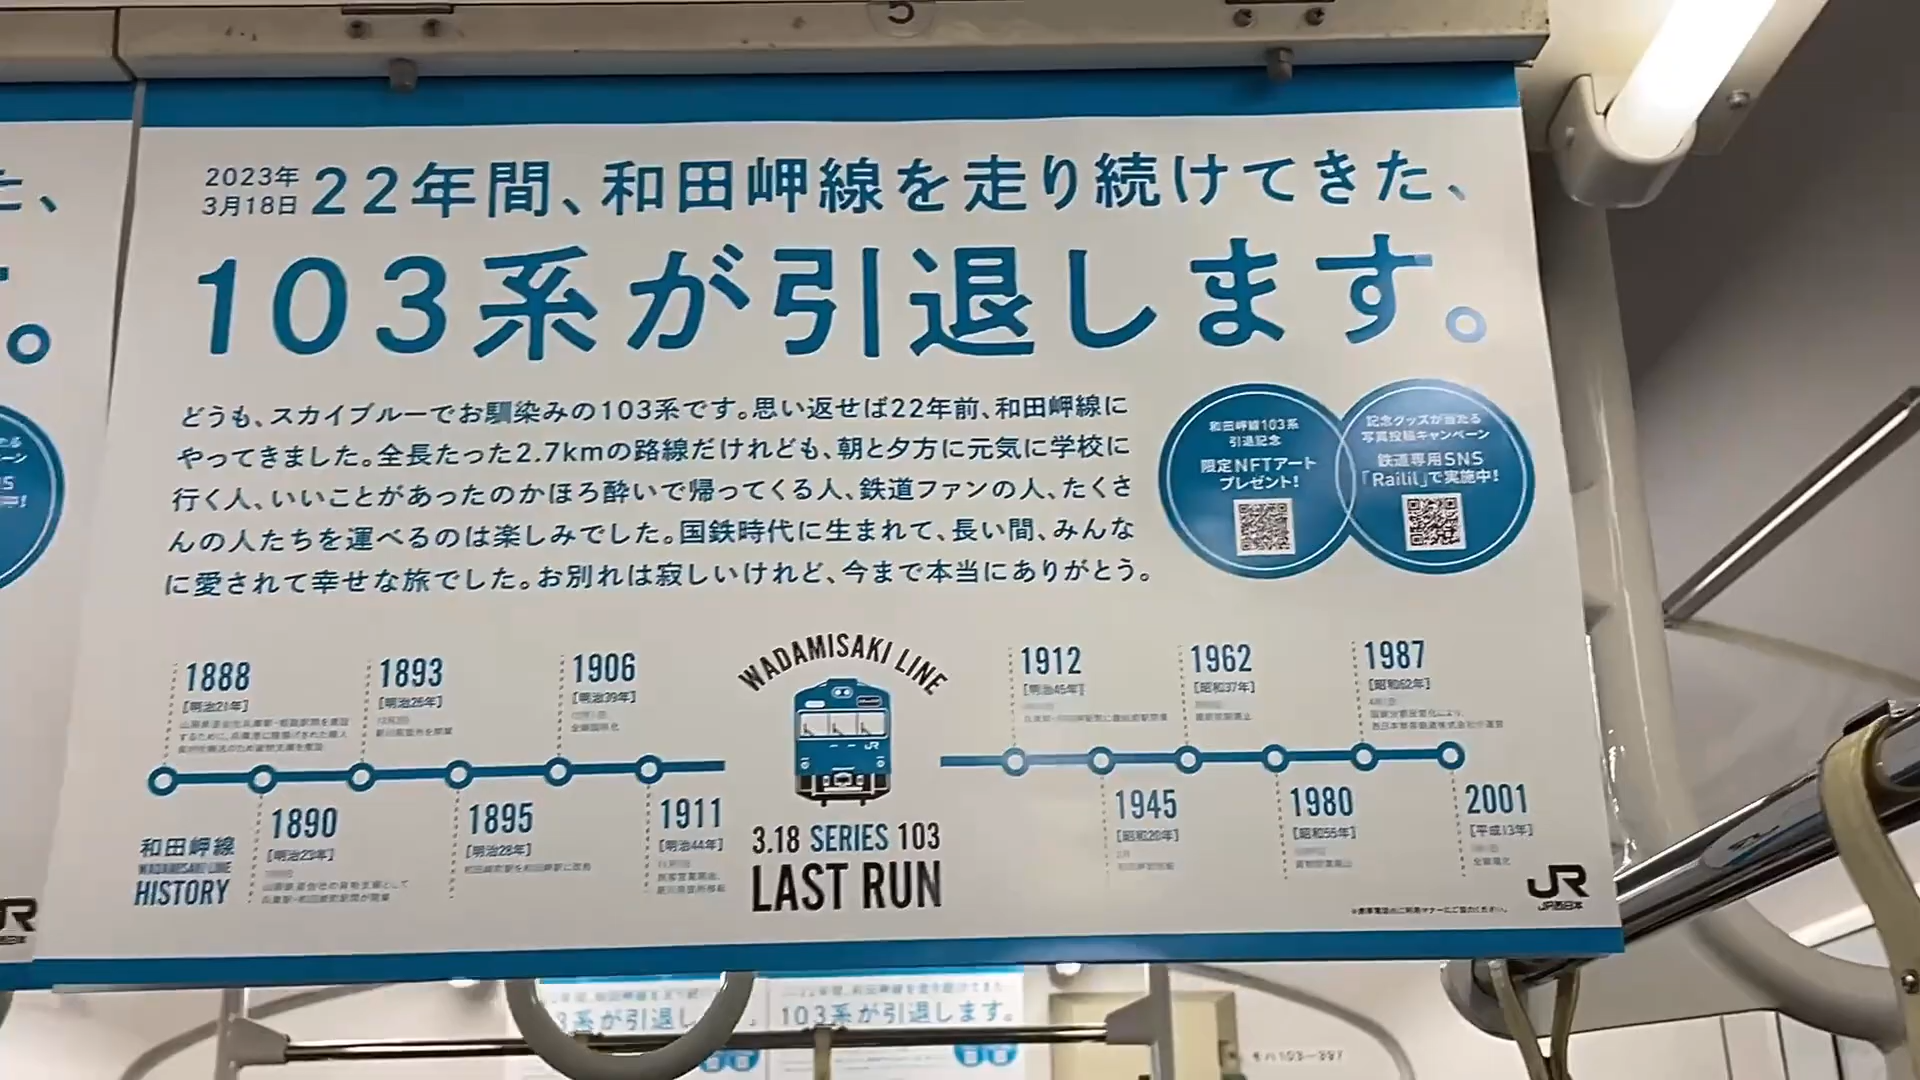 5
2023年
3月18日
22年間、和田岬線を走り続けてきた、
103系が引退します。
どうも、スカイブルーでお馴染みの103系です。思い返せば22年前、和田岬線に
やってきました。全長たった2.7kmの路線だけれども、朝と夕方に元気に学校に
行く人、いいことがあったのかほろ酔いで帰ってくる人、鉄道ファンの人、たくさ
んの人たちを運べるのは楽しみでした。国鉄時代に生まれて、長い間、みんな
に愛されて幸せな旅でした。お別れは寂しいけれど、今まで本当にありがとう。
和田岬線103系
引退記念
限定NFTアート
プレゼント!
記念グッズが当たる
写真投稿キャンペーン
鉄道専用SNS
「Railil」で実施中!
1888
[明治21年]
1893
[明治26年]
1906
[明治39年]
全線国有化
1890
[明治23年]
1895
[明治28年]
1911
[明治44年]
和田岬線
WADAMISAKI LINE
HISTORY
WADAMISAKI LINE
JR
3.18 SERIES 103
LAST RUN
1912
[明治45年]
1962
[昭和37年]
1987
[昭和62年]
1945
[昭和20年]
1980
[昭和55年]
2001
[平成13年]
全線電化
JR
JR西日本
103系が引退します。